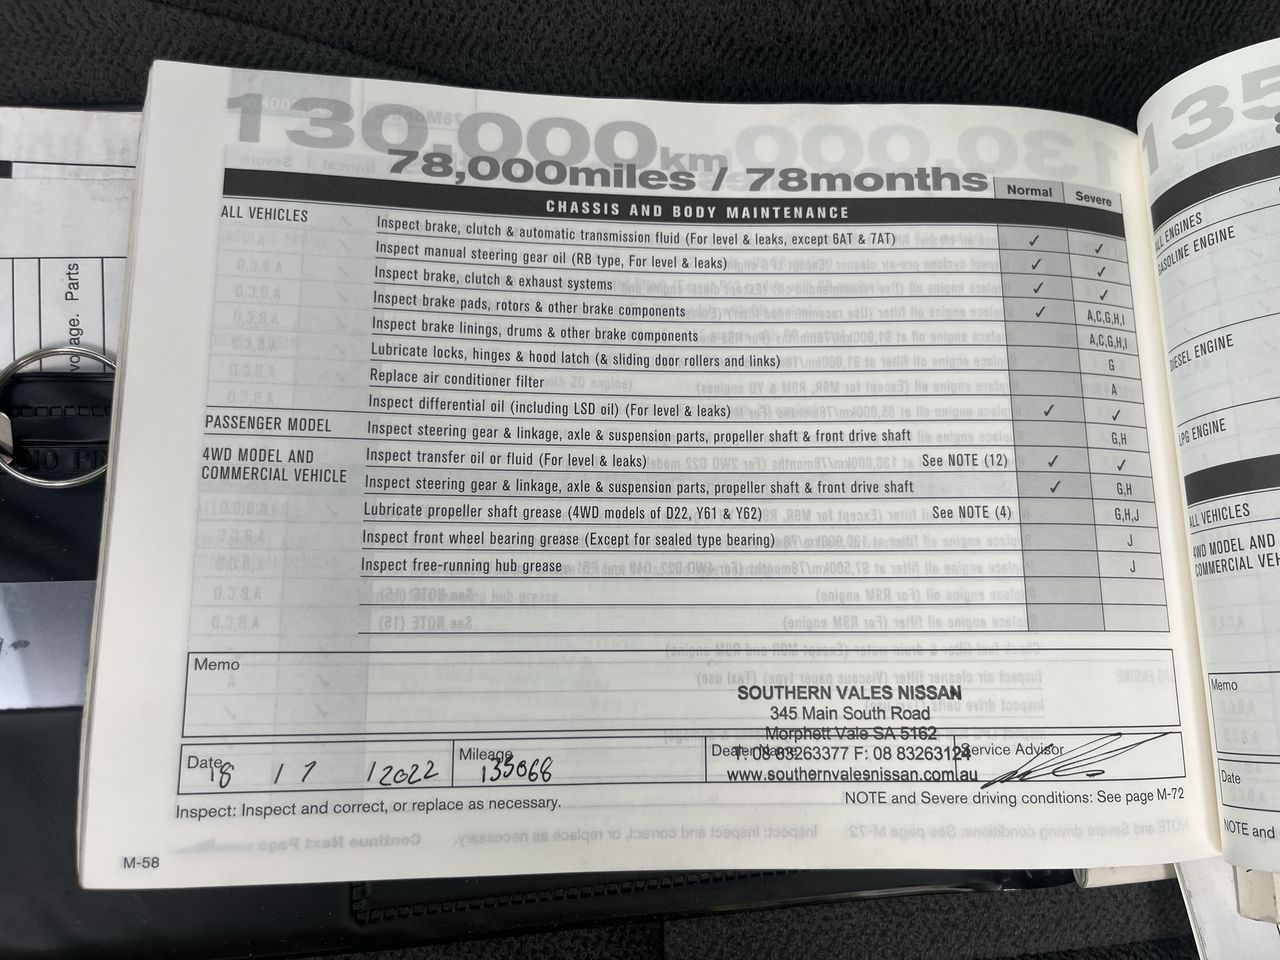 130,000km
78,000miles / 78months
Normal Severe
CHASSIS AND BODY MAINTENANCE
ALL VEHICLES Inspect brake, clutch & automatic transmission fluid (For level & leaks, except 6AT & 7AT) ✓ ✓
Inspect manual steering gear oil (RB type, For level & leaks) ✓ ✓
Inspect brake, clutch & exhaust systems ✓ ✓
Inspect brake pads, rotors & other brake components ✓ A,C,G,H,I
Inspect brake linings, drums & other brake components A,C,G,H,I
Lubricate locks, hinges & hood latch (& sliding door rollers and links) G
Replace air conditioner filter A
Inspect differential oil (including LSD oil) (For level & leaks) ✓ ✓
PASSENGER MODEL Inspect steering gear & linkage, axle & suspension parts, propeller shaft & front drive shaft G,H
4WD MODEL AND COMMERCIAL VEHICLE Inspect transfer oil or fluid (For level & leaks) See NOTE (12) ✓ ✓
Inspect steering gear & linkage, axle & suspension parts, propeller shaft & front drive shaft ✓ G,H
Lubricate propeller shaft grease (4WD models of D22, Y61 & Y62) See NOTE (4) G,H,J
Inspect front wheel bearing grease (Except for sealed type bearing) J
Inspect free-running hub grease J
Memo
SOUTHERN VALES NISSAN
345 Main South Road
Morphett Vale SA 5162
T: 08 83263377 F: 08 83263124
www.southernvalesnissan.com.au
Date 18 / 7 / 2022 Mileage 135068 Dealer Name Service Advisor
Inspect: Inspect and correct, or replace as necessary.
NOTE and Severe driving conditions: See page M-72
M-58
135
GASOLINE ENGINE
DIESEL ENGINE
LPG ENGINE
ALL VEHICLES
4WD MODEL AND
Memo
Date
NOTE and
Parts